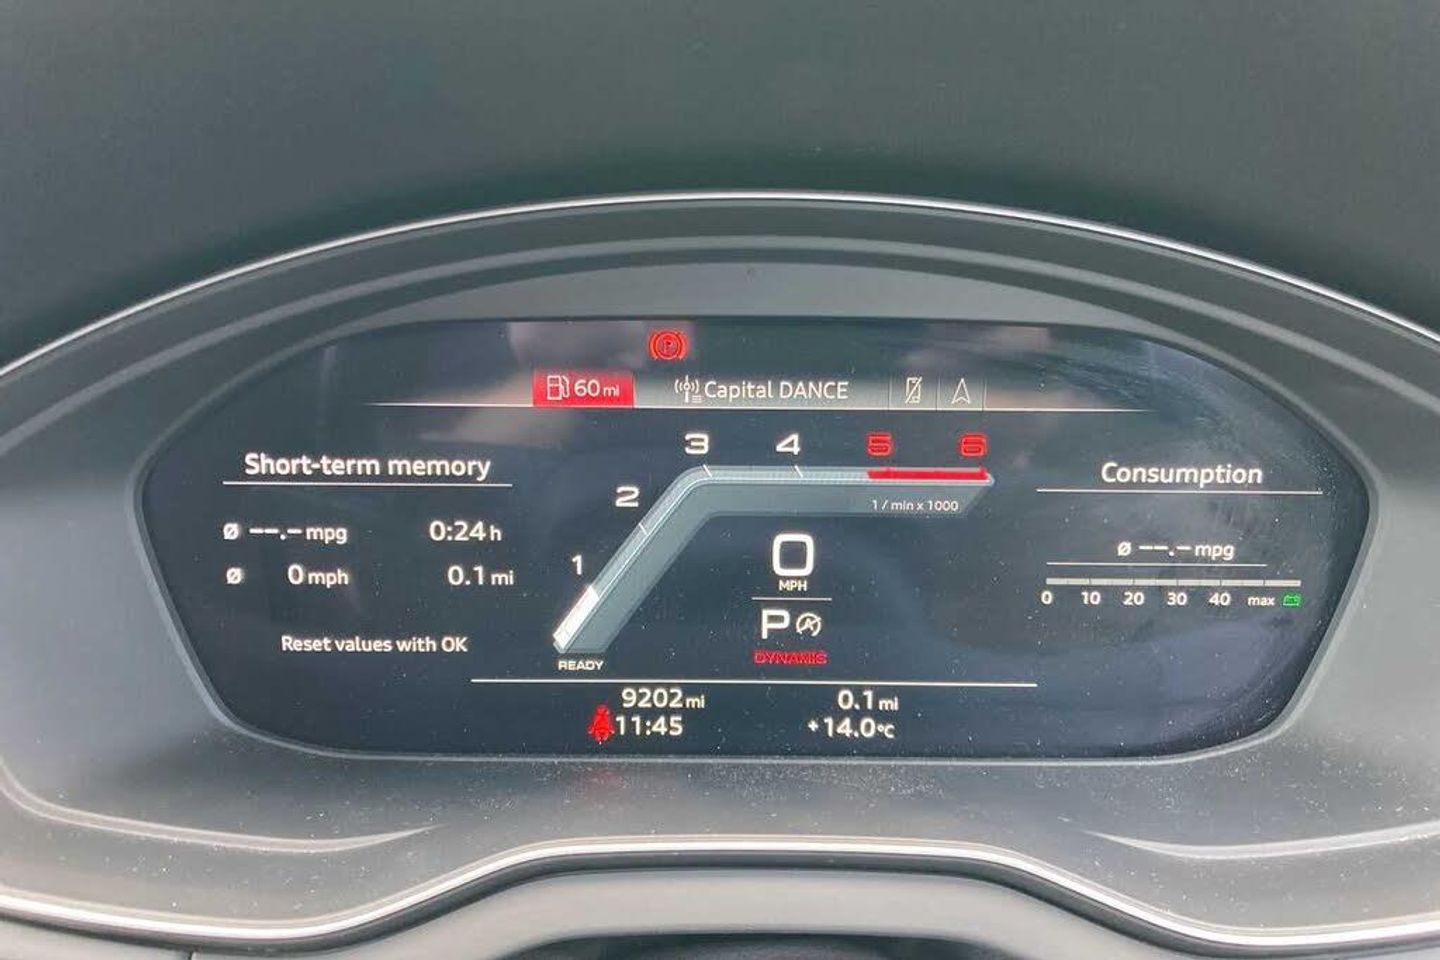 60 mi Capital DANCE
Short-term memory
ø --.- mpg 0:24 h
ø 0 mph 0.1 mi
Reset values with OK
1 2 3 4 5 6
1 / min x 1000
READY
0
MPH
P
DYNAMIC
Consumption
ø --.- mpg
0 10 20 30 40 max
9202 mi 0.1 mi
11:45 +14.0°C